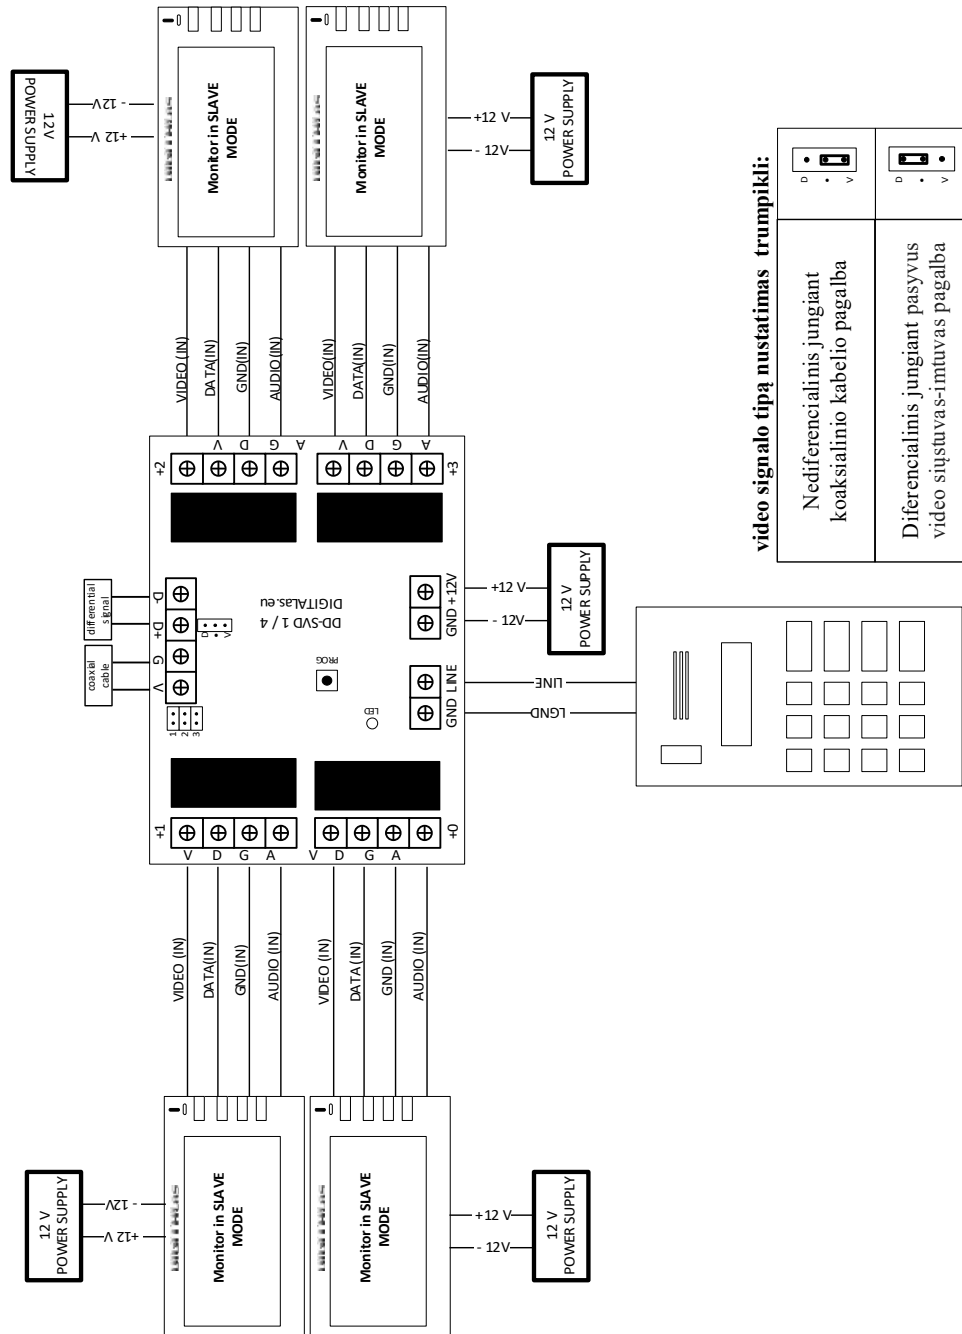 12V
POWER SUPPLY
- 12V
+12 V
Monitor in SLAVE
MODE
Monitor in SLAVE
MODE
+12 V
- 12V
12 V
POWER SUPPLY
VIDEO (IN)
DATA(IN)
GND(IN)
AUDIO(IN)
VIDEO(IN)
DATA(IN)
GND(IN)
AUDIO(IN)
+2
V
D
G
A
V
D
G
A
+3
differential
signal
coaxial
cable
D-
D+
G
V
D
V
DD-SVD 1 / 4
DIGITALas.eu
PROG
LED
1
2
3
GND +12V
GND LINE
+12 V
- 12V
12 V
POWER SUPPLY
LINE
LGND
+1
V
D
G
A
V
D
G
A
+0
VIDEO (IN)
DATA(IN)
GND(IN)
AUDIO (IN)
VIDEO (IN)
DATA(IN)
GND (IN)
AUDIO (IN)
Monitor in SLAVE
MODE
Monitor in SLAVE
MODE
- 12V
+12 V
12 V
POWER SUPPLY
+12 V
- 12V
12 V
POWER SUPPLY
video signalo tipą nustatimas trumpikli:
Nediferencialinis jungiant
koaksialinio kabelio pagalba
D
V
Diferencialinis jungiant pasyvus
video siųstuvas-imtuvas pagalba
D
V